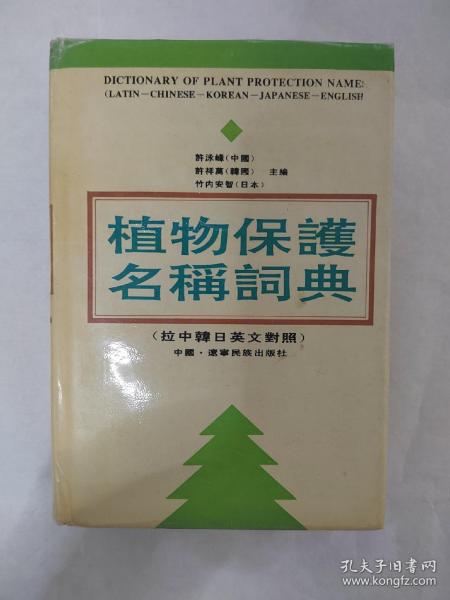 DICTIONARY OF PLANT PROTECTION NAMES
(LATIN－CHINESE－KOREAN－JAPANESE－ENGLISH
許泳峰(中國)
許祥萬(韓國) 主編
竹内安智(日本)
植物保護
名稱詞典
(拉中韓日英文對照)
中國・遼寧民族出版社
孔夫子旧书网
www.kongfz.com